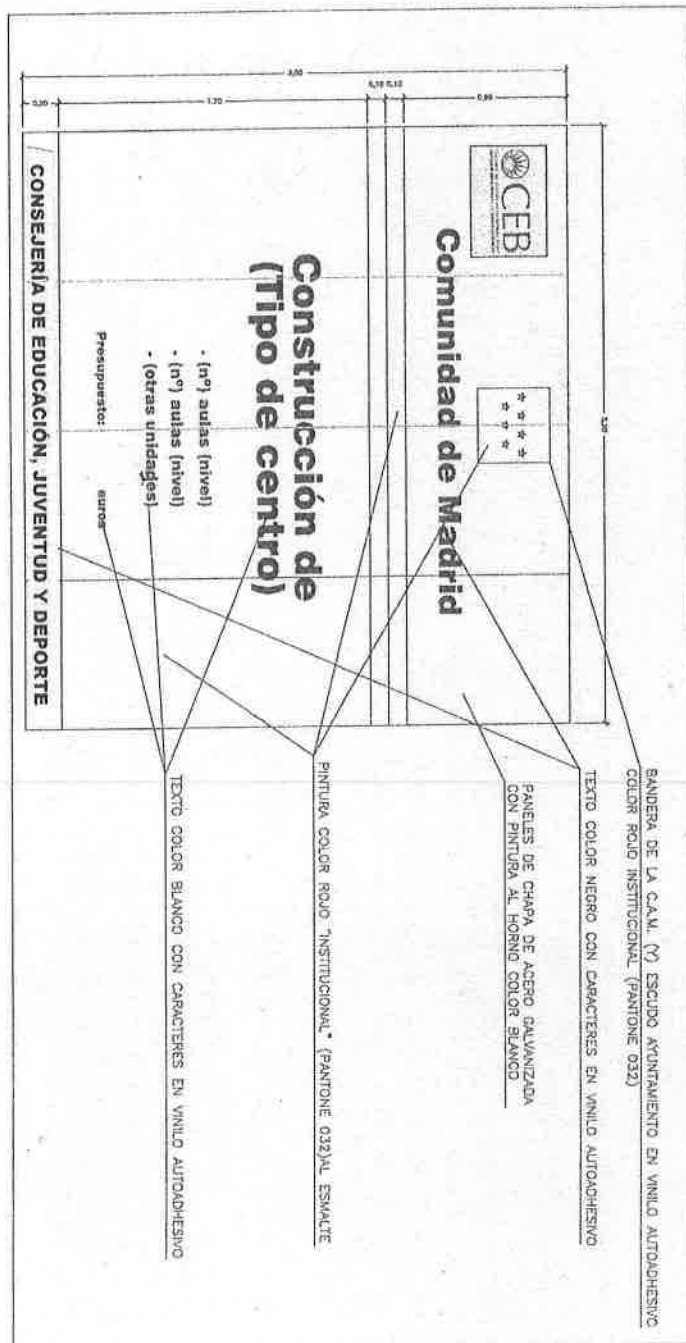 CEB
Comunidad de Madrid
Construcción de
(Tipo de centro)
- (nº) aulas (nivel)
- (nº) aulas (nivel)
- (otras unidades)
Presupuesto: euros
CONSEJERÍA DE EDUCACIÓN, JUVENTUD Y DEPORTE
3,00
0,90
0,10
0,10
0,20
BANDERA DE LA C.A.M. (Y) ESCUDO AYUNTAMIENTO EN VINILO AUTOADHESIVO
COLOR ROJO INSTITUCIONAL (PANTONE 032)
TEXTO COLOR NEGRO CON CARACTERES EN VINILO AUTOADHESIVO
PANELES DE CHAPA DE ACERO GALVANIZADA
CON PINTURA AL HORNO COLOR BLANCO
PINTURA COLOR ROJO "INSTITUCIONAL" (PANTONE 032)AL ESMALTE
TEXTO COLOR BLANCO CON CARACTERES EN VINILO AUTOADHESIVO